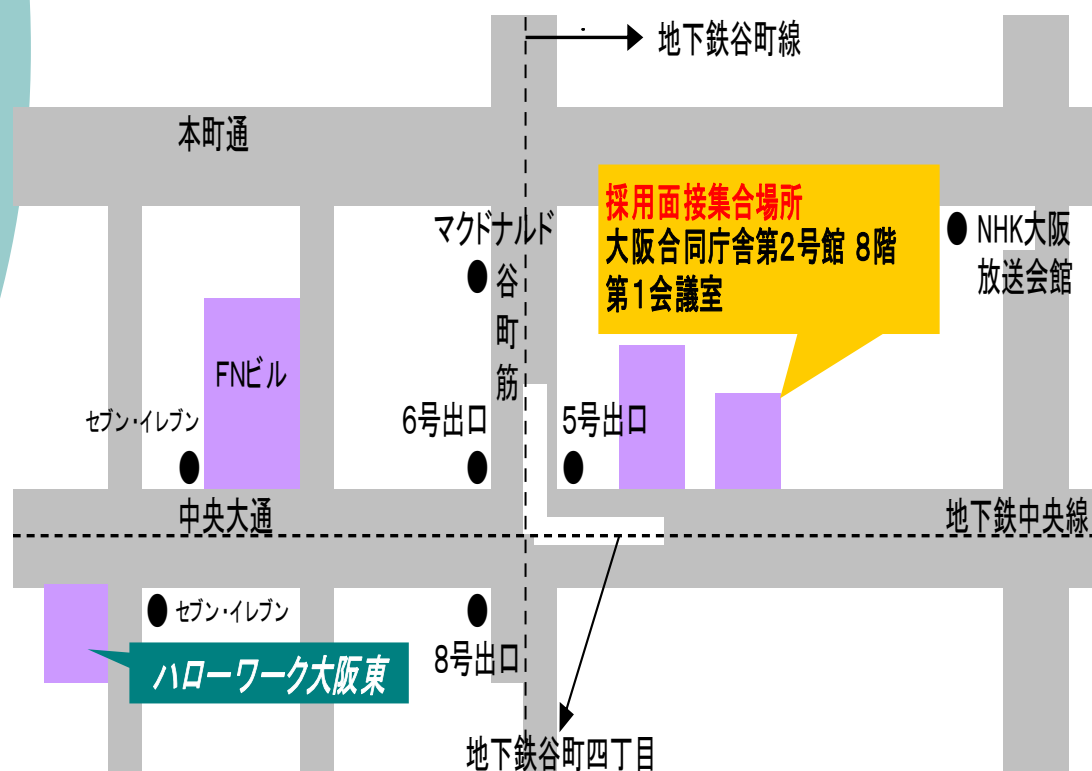 地下鉄谷町線
本町通
採用面接集合場所
大阪合同庁舎第2号館 8階
第1会議室
マクドナルド
谷町筋
NHK大阪
放送会館
FNビル
セブン・イレブン
6号出口
5号出口
中央大通
地下鉄中央線
セブン・イレブン
8号出口
ハローワーク大阪東
地下鉄谷町四丁目